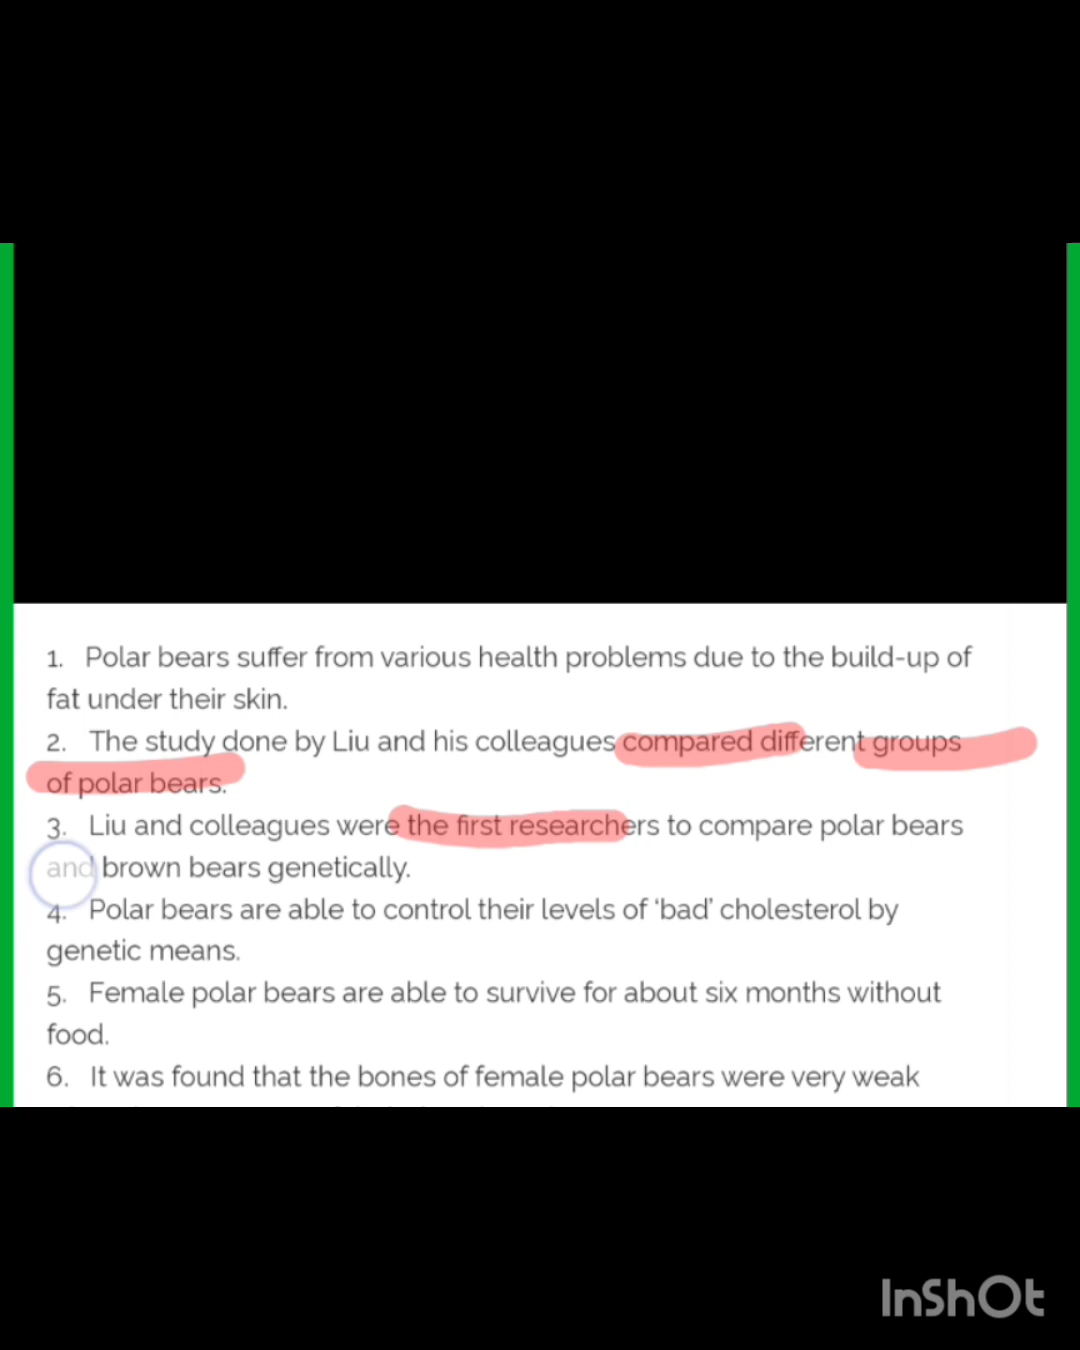 1. Polar bears suffer from various health problems due to the build-up of
fat under their skin.
2. The study done by Liu and his colleagues compared different groups
of polar bears.
3. Liu and colleagues were the first researchers to compare polar bears
and brown bears genetically.
4. Polar bears are able to control their levels of ‘bad’ cholesterol by
genetic means.
5. Female polar bears are able to survive for about six months without
food.
6. It was found that the bones of female polar bears were very weak
InShOt